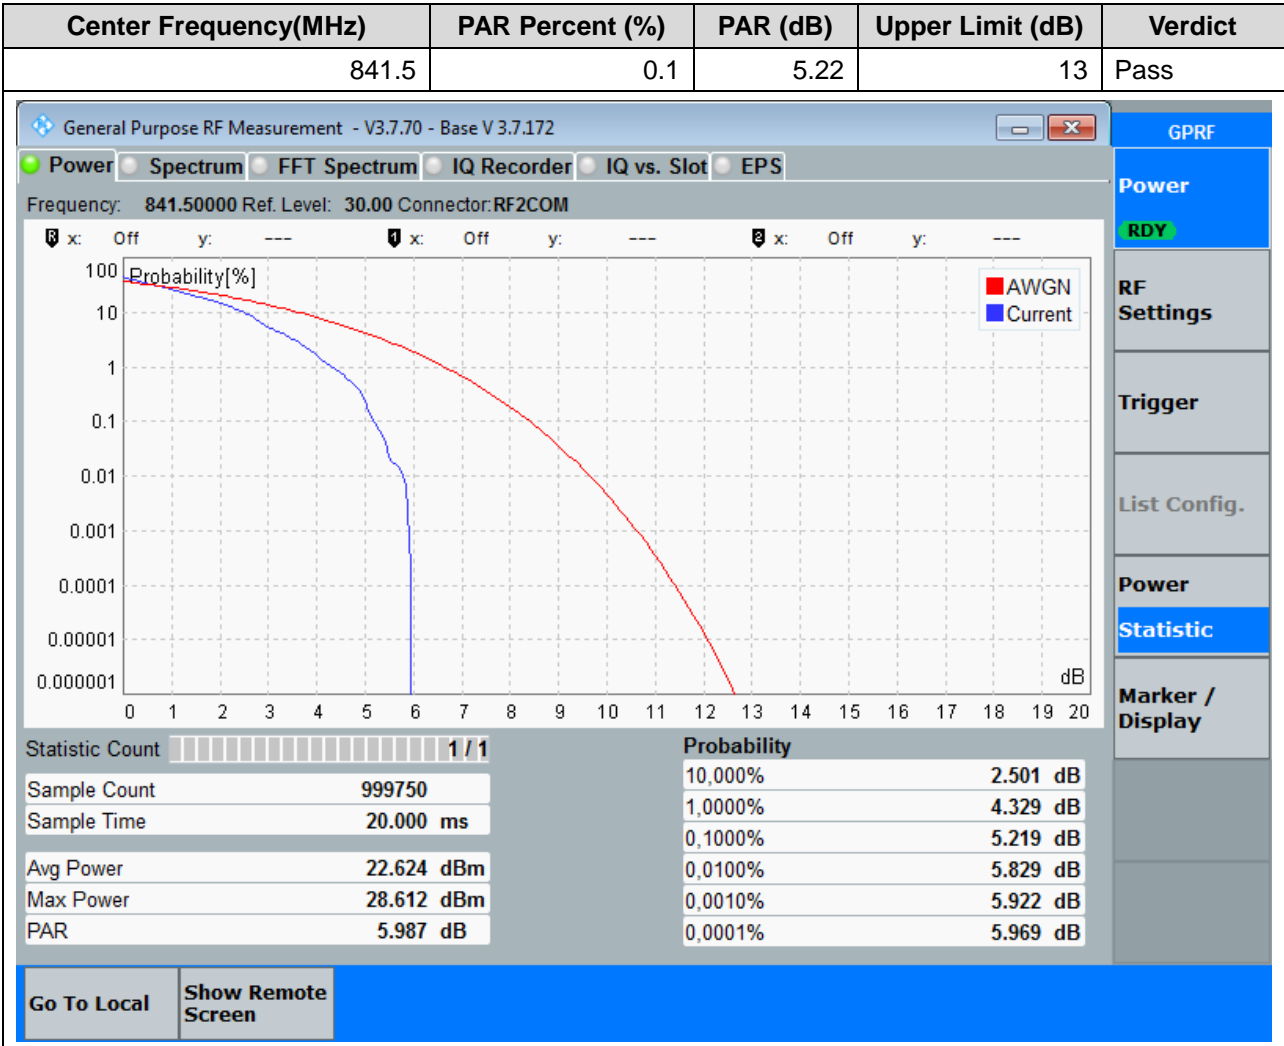 Center Frequency(MHz) PAR Percent (%) PAR (dB) Upper Limit (dB) Verdict
841.5 0.1 5.22 13 Pass
General Purpose RF Measurement - V3.7.70 - Base V 3.7.172
GPRF
Power Spectrum FFT Spectrum IQ Recorder IQ vs. Slot EPS
Frequency: 841.50000 Ref. Level: 30.00 Connector: RF2COM
R x: Off y: --- 1 x: Off y: --- 2 x: Off y: ---
Probability[%]
AWGN
Current
100
10
1
0.1
0.01
0.001
0.0001
0.00001
0.000001
dB
0 1 2 3 4 5 6 7 8 9 10 11 12 13 14 15 16 17 18 19 20
Statistic Count 1 / 1
Sample Count 999750
Sample Time 20.000 ms
Avg Power 22.624 dBm
Max Power 28.612 dBm
PAR 5.987 dB
Probability
10,000% 2.501 dB
1,0000% 4.329 dB
0,1000% 5.219 dB
0,0100% 5.829 dB
0,0010% 5.922 dB
0,0001% 5.969 dB
Power
RDY
RF
Settings
Trigger
List Config.
Power
Statistic
Marker /
Display
Go To Local
Show Remote
Screen